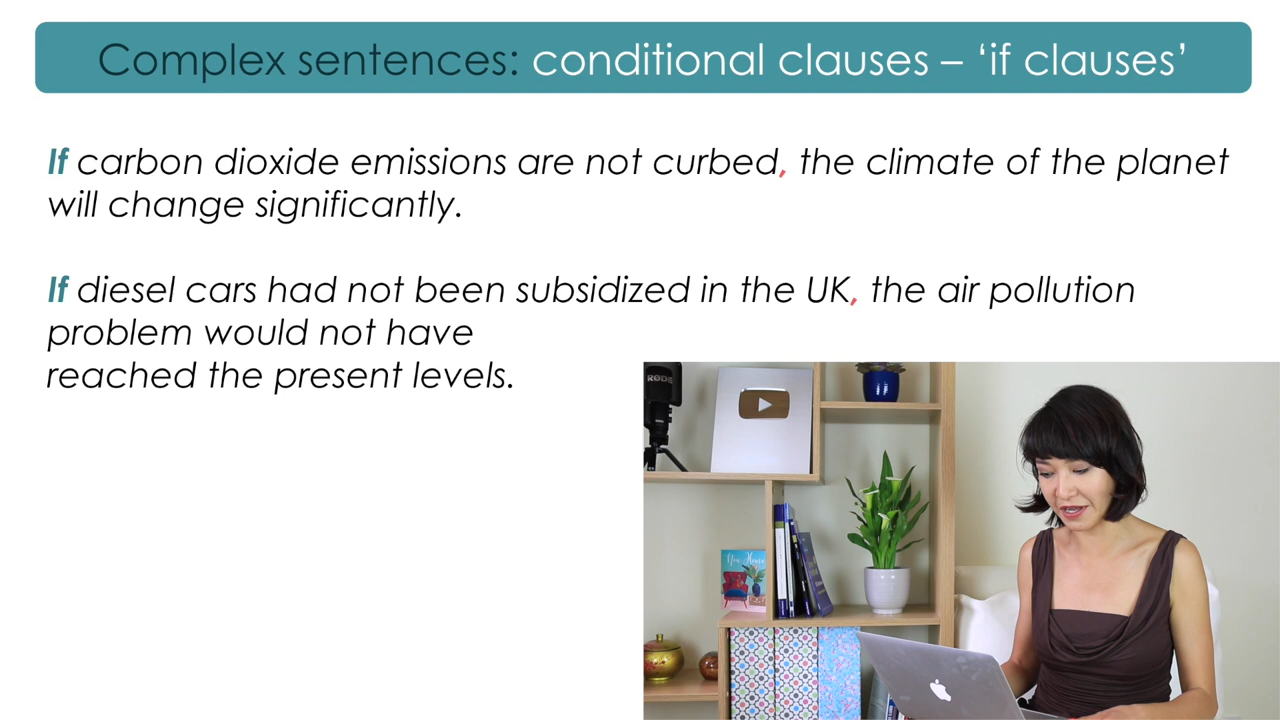 Complex sentences: conditional clauses – ‘if clauses’
If carbon dioxide emissions are not curbed, the climate of the planet
will change significantly.
If diesel cars had not been subsidized in the UK, the air pollution
problem would not have
reached the present levels.
RØDE
New Home